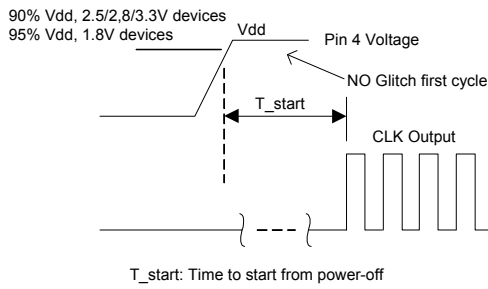 90% Vdd, 2.5/2,8/3.3V devices
95% Vdd, 1.8V devices
Vdd
Pin 4 Voltage
NO Glitch first cycle
T_start
CLK Output
T_start: Time to start from power-off